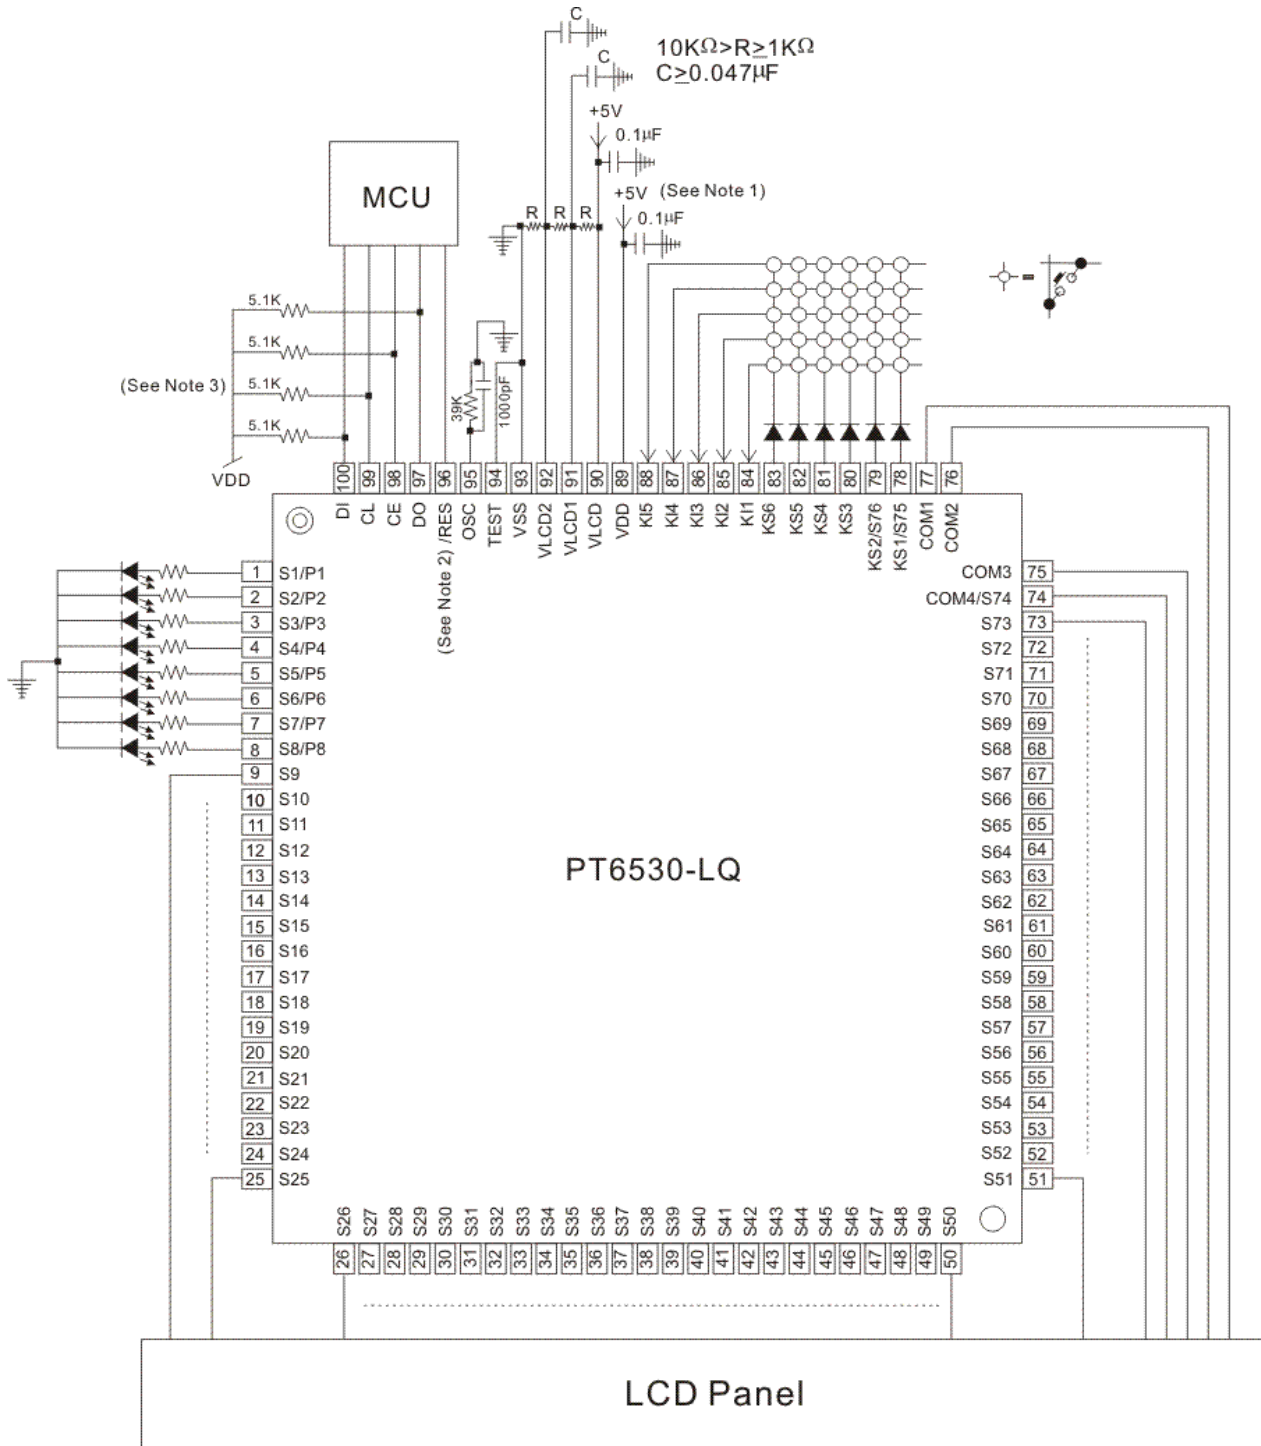 C
10KΩ>R≥1KΩ
C
C≥0.047μF
+5V
0.1μF
MCU
+5V (See Note 1)
R R R
0.1μF
5.1K
5.1K
(See Note 3)
5.1K
5.1K
39K
1000pF
VDD
100 99 98 97 96 95 94 93 92 91 90 89 88 87 86 85 84 83 82 81 80 79 78 77 76
DI
CL
CE
DO
(See Note 2) /RES
OSC
TEST
VSS
VLCD2
VLCD1
VLCD
VDD
KI5
KI4
KI3
KI2
KI1
KS6
KS5
KS4
KS3
KS2/S76
KS1/S75
COM1
COM2
1 S1/P1
2 S2/P2
3 S3/P3
4 S4/P4
5 S5/P5
6 S6/P6
7 S7/P7
8 S8/P8
9 S9
10 S10
11 S11
12 S12
13 S13
14 S14
15 S15
16 S16
17 S17
18 S18
19 S19
20 S20
21 S21
22 S22
23 S23
24 S24
25 S25
PT6530-LQ
COM3 75
COM4/S74 74
S73 73
S72 72
S71 71
S70 70
S69 69
S68 68
S67 67
S66 66
S65 65
S64 64
S63 63
S62 62
S61 61
S60 60
S59 59
S58 58
S57 57
S56 56
S55 55
S54 54
S53 53
S52 52
S51 51
S26 S27 S28 S29 S30 S31 S32 S33 S34 S35 S36 S37 S38 S39 S40 S41 S42 S43 S44 S45 S46 S47 S48 S49 S50
26 27 28 29 30 31 32 33 34 35 36 37 38 39 40 41 42 43 44 45 46 47 48 49 50
LCD Panel